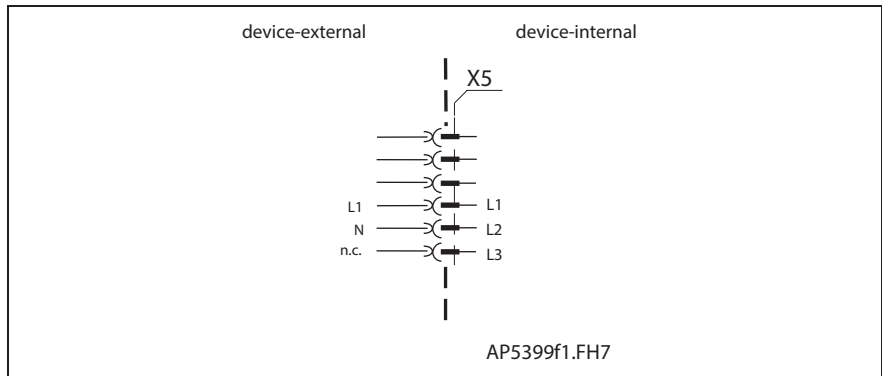 device-external device-internal
X5
L1 L1
N L2
n.c. L3
AP5399f1.FH7